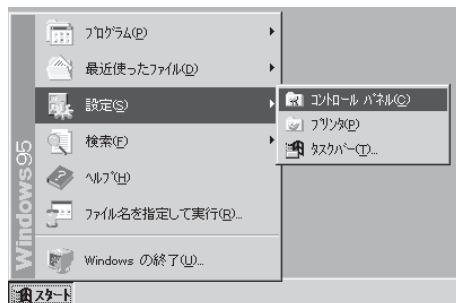 ﾌﾟﾛｸﾞﾗﾑ(P)
最近使ったﾌｧｲﾙ(D)
設定(S)
ｺﾝﾄﾛｰﾙ ﾊﾟﾈﾙ(C)
ﾌﾟﾘﾝﾀ(P)
ﾀｽｸﾊﾞｰ(T)...
検索(F)
ﾍﾙﾌﾟ(H)
ﾌｧｲﾙ名を指定して実行(R)...
Windows の終了(U)...
Windows95
スタート